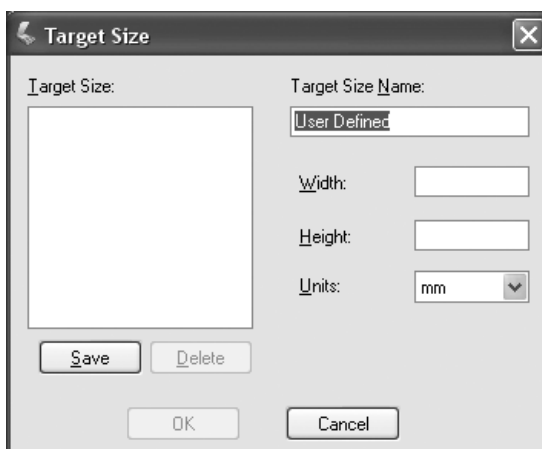 Target Size
Target Size:
Target Size Name:
User Defined
Width:
Height:
Units:
mm
Save
Delete
OK
Cancel